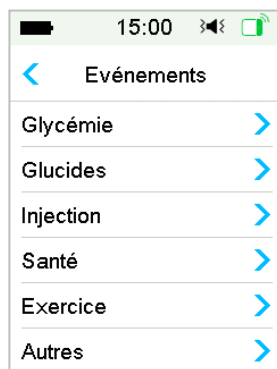 15:00
Evénements
Glycémie
Glucides
Injection
Santé
Exercice
Autres